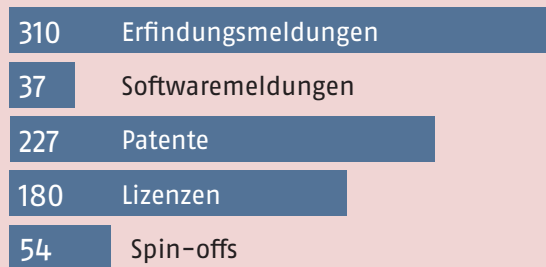 310 Erfindungsmeldungen
37 Softwaremeldungen
227 Patente
180 Lizenzen
54 Spin-offs